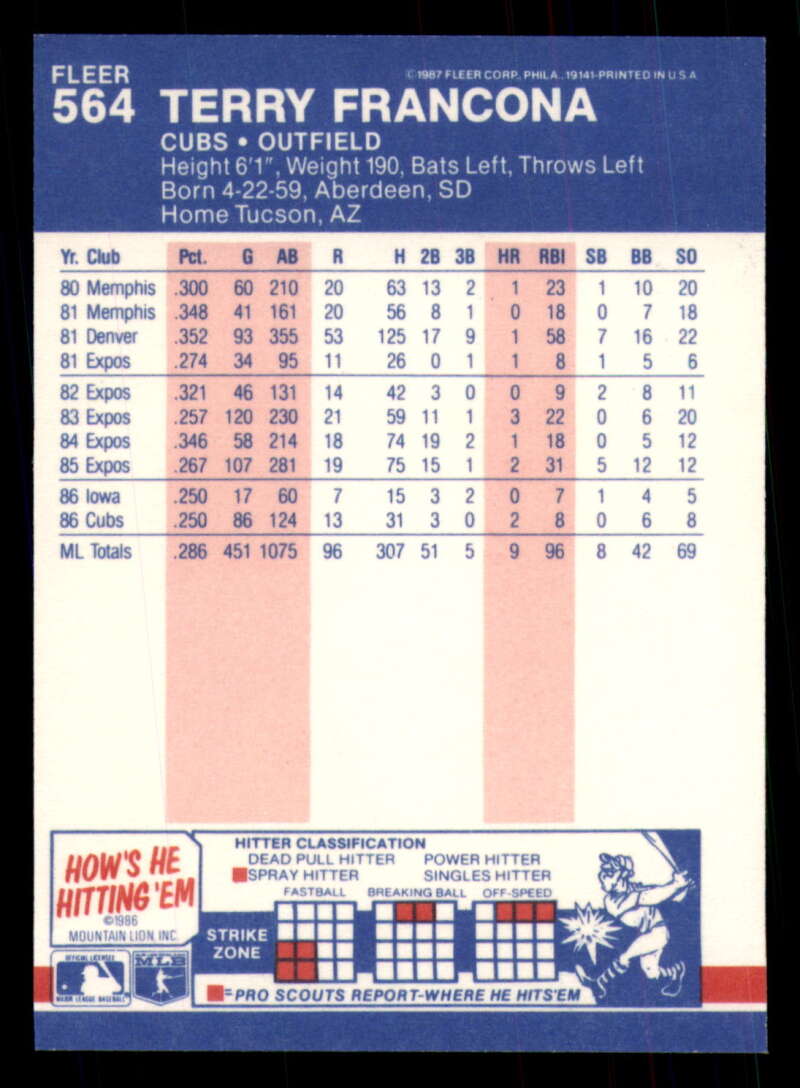 FLEER
©1987 FLEER CORP., PHILA., 19141-PRINTED IN U S A
564 TERRY FRANCONA
CUBS • OUTFIELD
Height 6'1", Weight 190, Bats Left, Throws Left
Born 4-22-59, Aberdeen, SD
Home Tucson, AZ
Yr. Club Pct. G AB R H 2B 3B HR RBI SB BB SO
80 Memphis .300 60 210 20 63 13 2 1 23 1 10 20
81 Memphis .348 41 161 20 56 8 1 0 18 0 7 18
81 Denver .352 93 355 53 125 17 9 1 58 7 16 22
81 Expos .274 34 95 11 26 0 1 1 8 1 5 6
82 Expos .321 46 131 14 42 3 0 0 9 2 8 11
83 Expos .257 120 230 21 59 11 1 3 22 0 6 20
84 Expos .346 58 214 18 74 19 2 1 18 0 5 12
85 Expos .267 107 281 19 75 15 1 2 31 5 12 12
86 Iowa .250 17 60 7 15 3 2 0 7 1 4 5
86 Cubs .250 86 124 13 31 3 0 2 8 0 6 8
ML Totals .286 451 1075 96 307 51 5 9 96 8 42 69
HOW'S HE
HITTING 'EM
©1986
MOUNTAIN LION, INC.
HITTER CLASSIFICATION
DEAD PULL HITTER POWER HITTER
SPRAY HITTER SINGLES HITTER
FASTBALL BREAKING BALL OFF-SPEED
STRIKE
ZONE
=PRO SCOUTS REPORT-WHERE HE HITS'EM
OFFICIAL LICENSEE
MAJOR LEAGUE BASEBALL
MLB